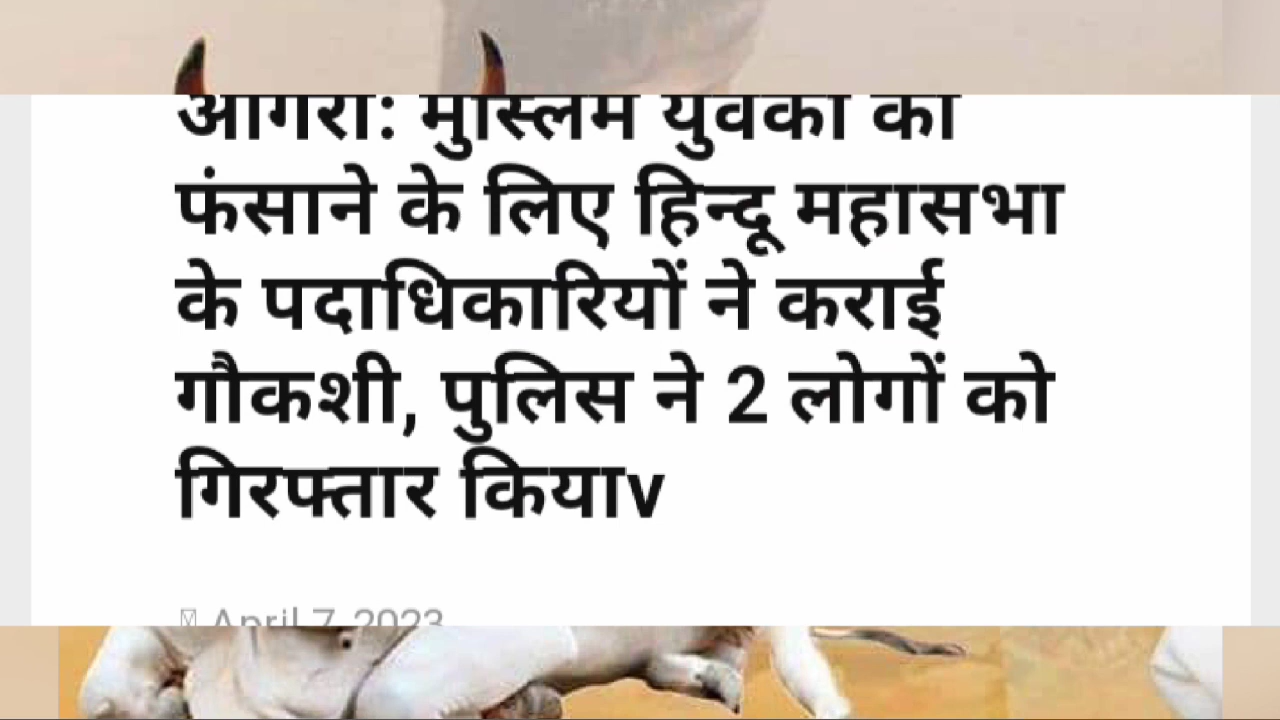 आगरा: मुस्लिम युवकों को
फंसाने के लिए हिन्दू महासभा
के पदाधिकारियों ने कराई
गौकशी, पुलिस ने 2 लोगों को
गिरफ्तार कियाv
April 7, 2023